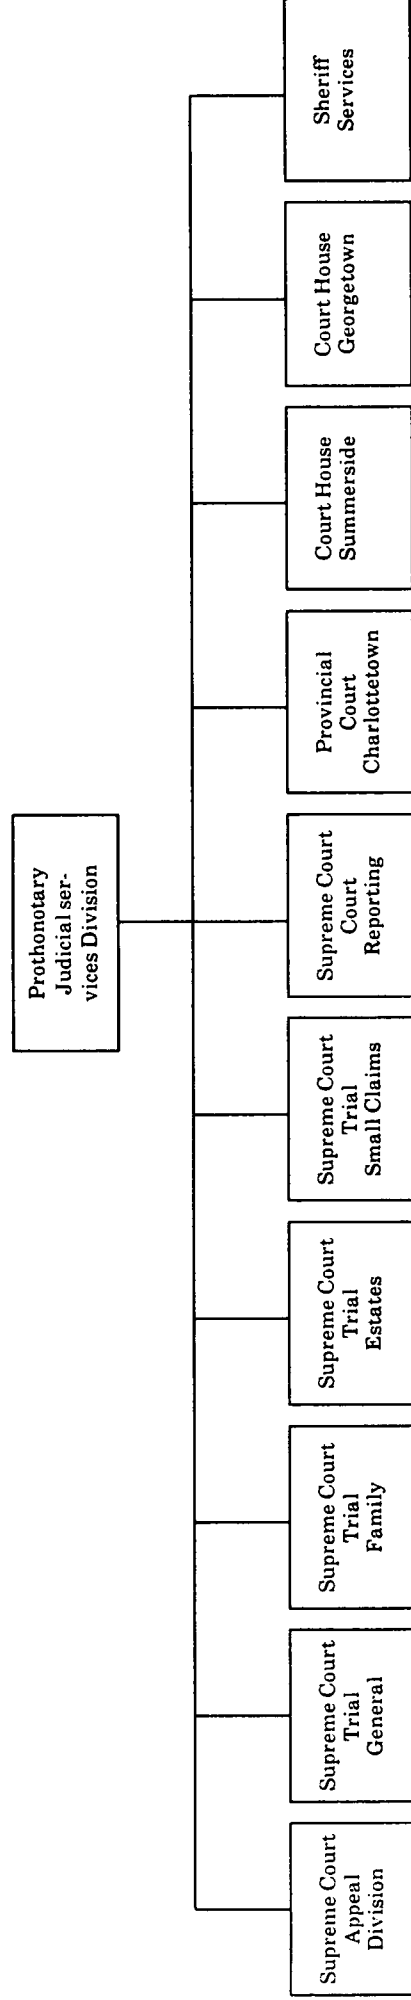 Prothonotary
Judicial ser-
vices Division
Supreme Court
Appeal
Division
Supreme Court
Trial
General
Supreme Court
Trial
Family
Supreme Court
Trial
Estates
Supreme Court
Trial
Small Claims
Supreme Court
Court
Reporting
Provincial
Court
Charlottetown
Court House
Summerside
Court House
Georgetown
Sheriff
Services